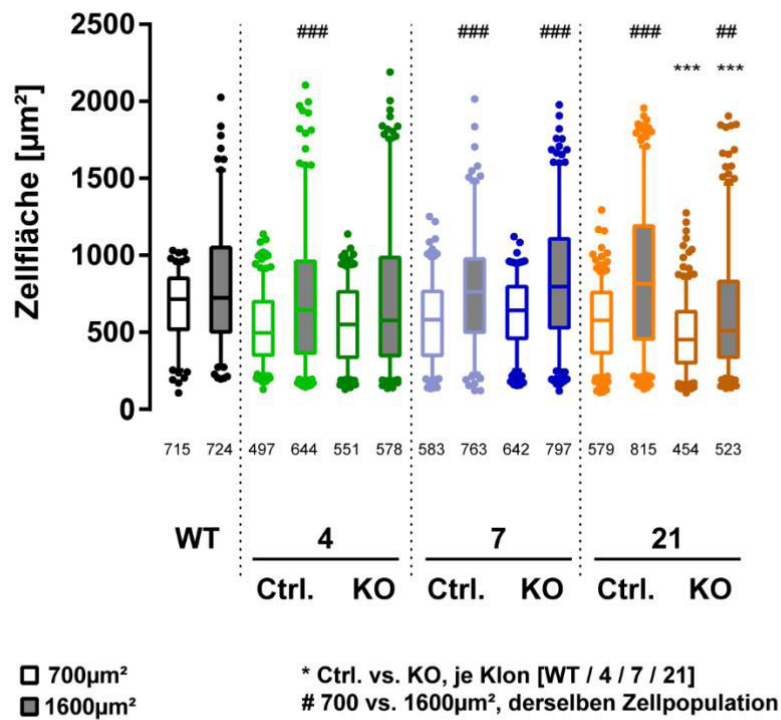 Zellfläche [µm²]
2500
2000
1500
1000
500
0
### ### ### ### ##
*** ***
715 724 497 644 551 578 583 763 642 797 579 815 454 523
WT 4 7 21
Ctrl. KO Ctrl. KO Ctrl. KO
700µm²
1600µm²
* Ctrl. vs. KO, je Klon [WT / 4 / 7 / 21]
# 700 vs. 1600µm², derselben Zellpopulation